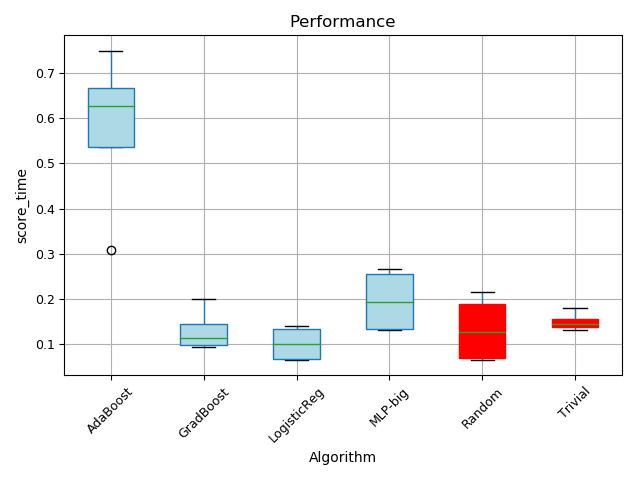 Performance
score_time
0.7
0.6
0.5
0.4
0.3
0.2
0.1
AdaBoost
GradBoost
LogisticReg
MLP-big
Random
Trivial
Algorithm